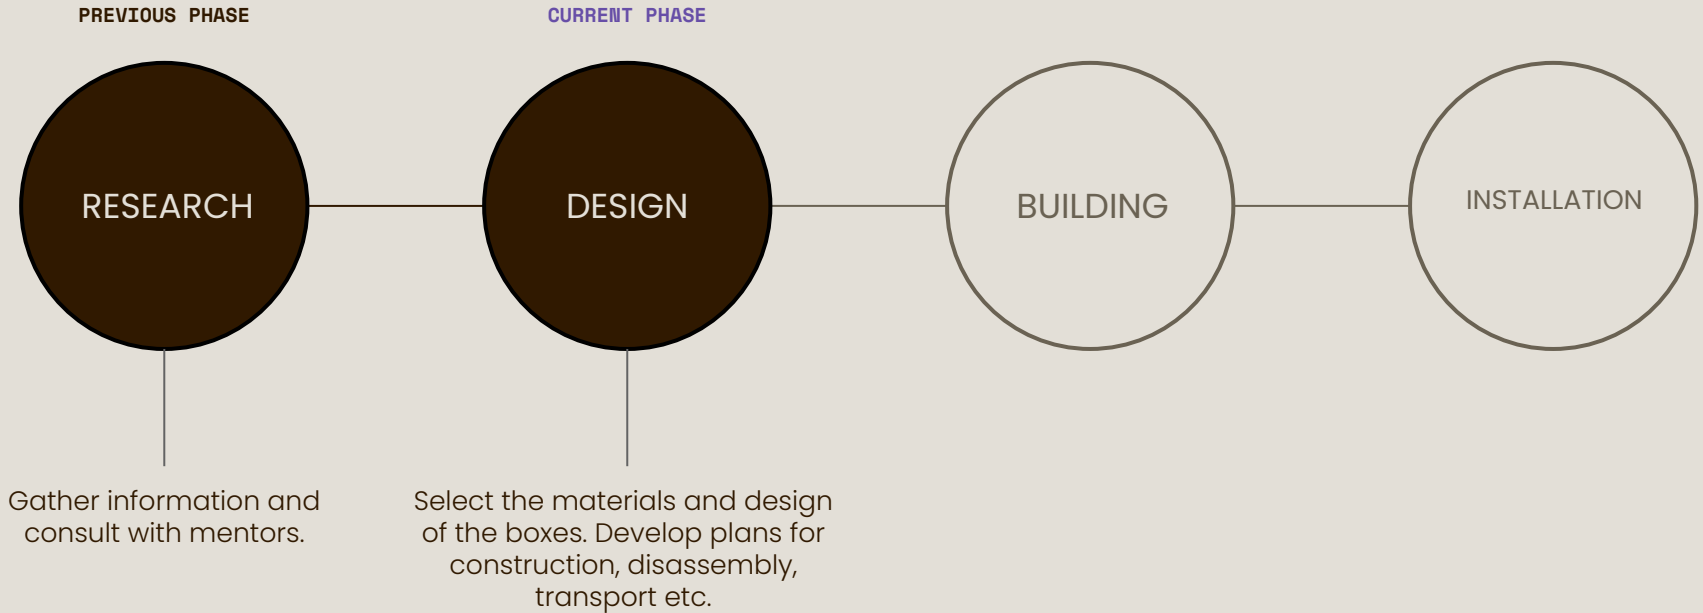 PREVIOUS PHASE
CURRENT PHASE
RESEARCH
DESIGN
BUILDING
INSTALLATION
Gather information and
consult with mentors.
Select the materials and design
of the boxes. Develop plans for
construction, disassembly,
transport etc.